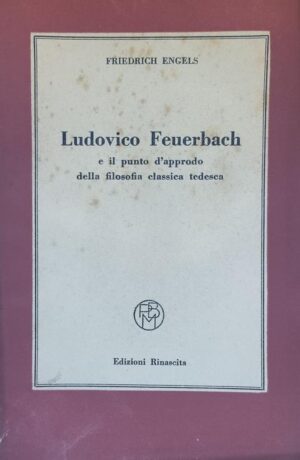 FRIEDRICH ENGELS
Ludovico Feuerbach
e il punto d'approdo
della filosofia classica tedesca
Edizioni Rinascita